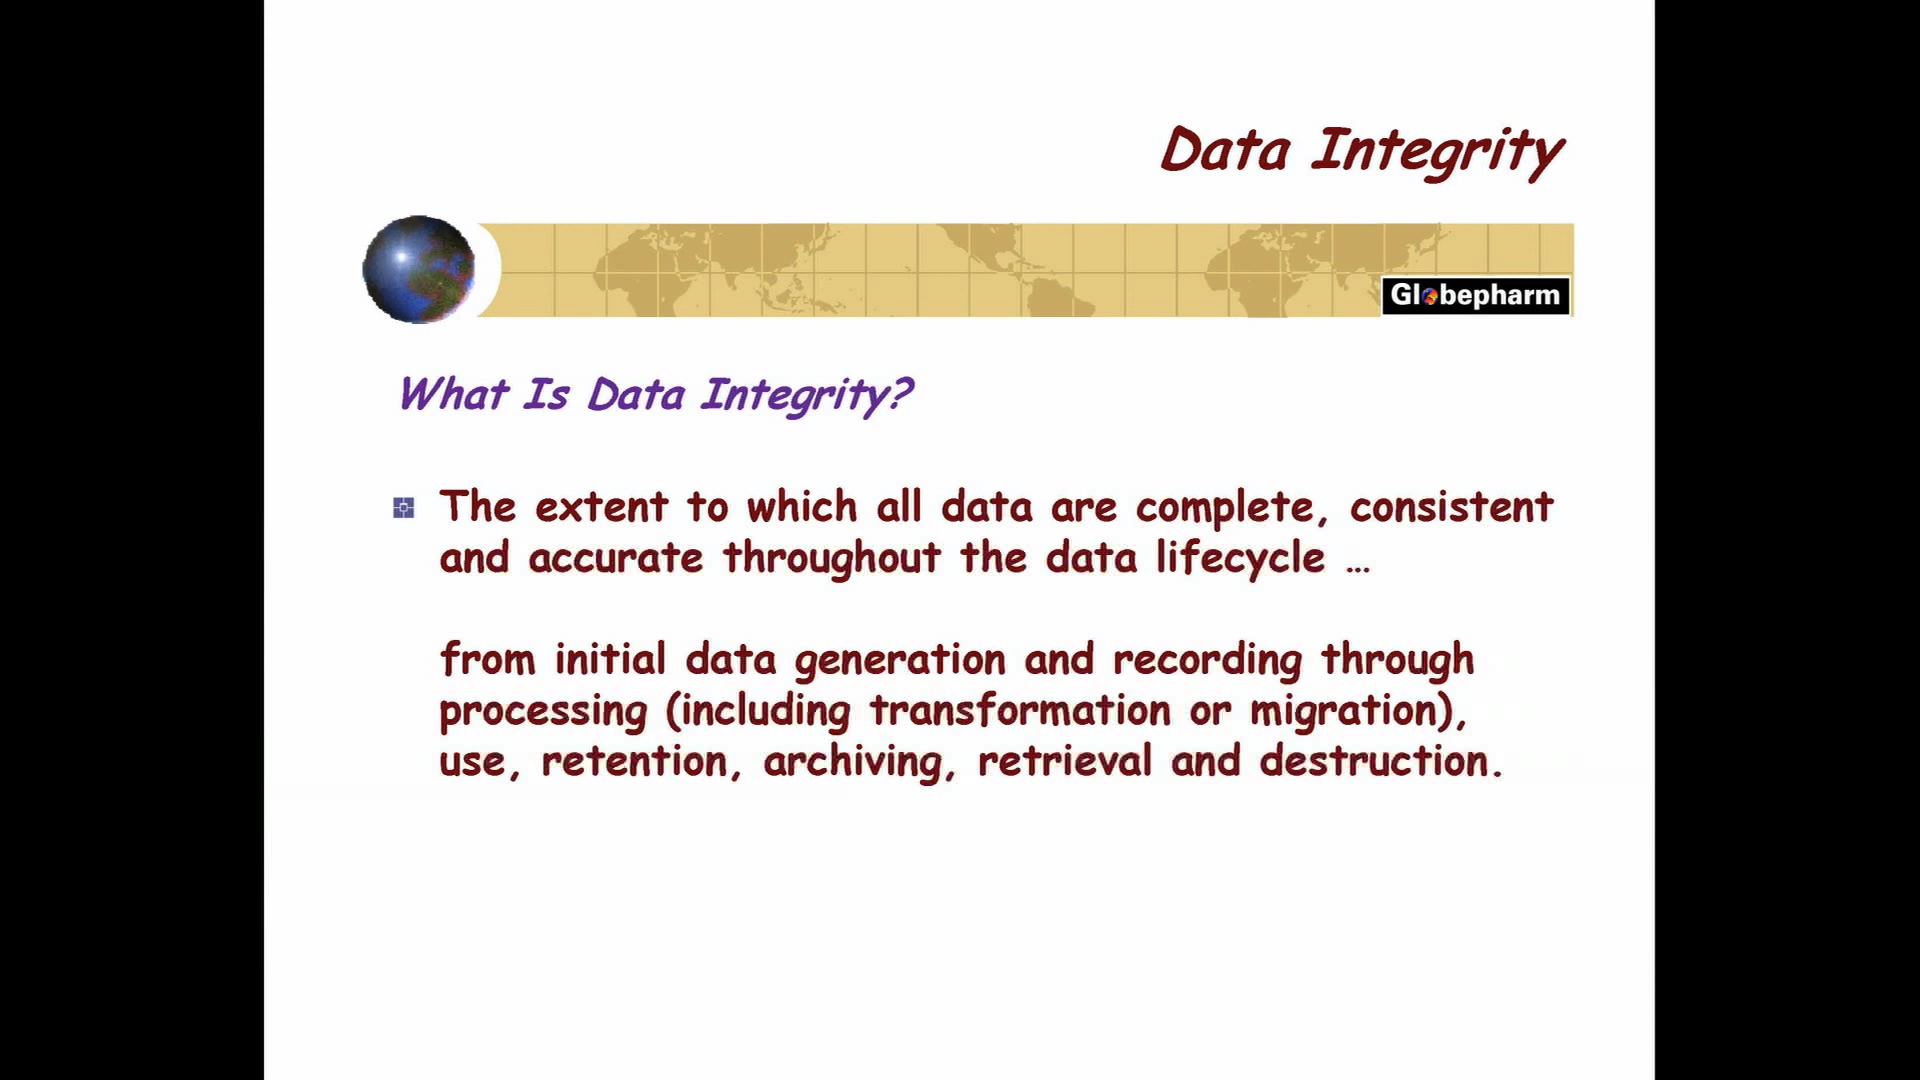 Data Integrity
Globepharm
What Is Data Integrity?
The extent to which all data are complete, consistent
and accurate throughout the data lifecycle …
from initial data generation and recording through
processing (including transformation or migration),
use, retention, archiving, retrieval and destruction.